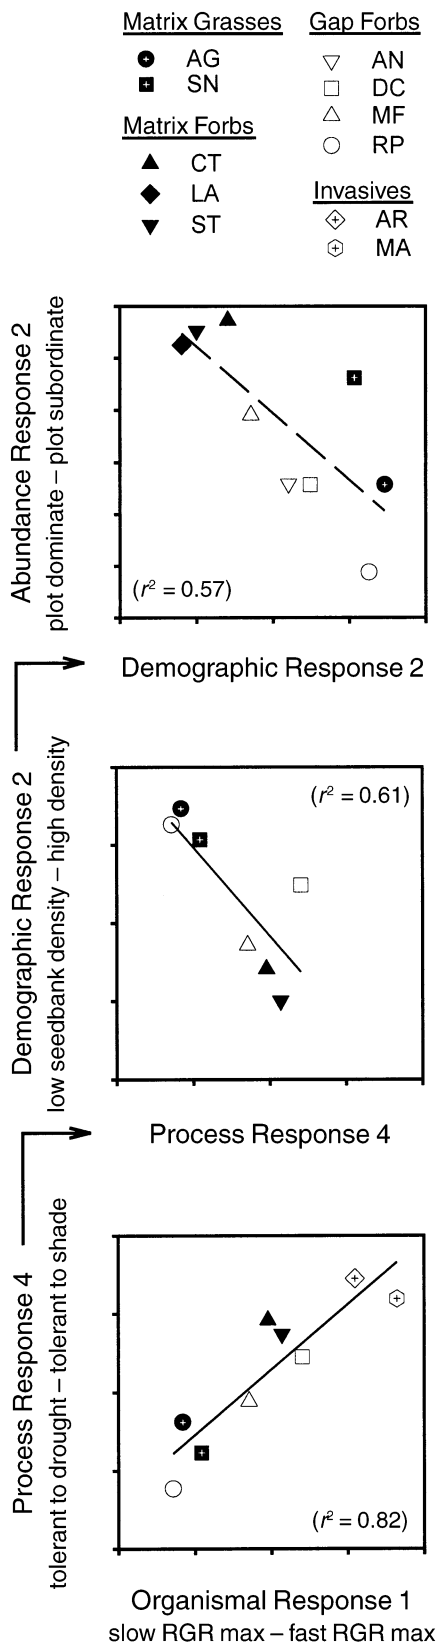 Matrix Grasses
AG
SN
Matrix Forbs
CT
LA
ST
Gap Forbs
AN
DC
MF
RP
Invasives
AR
MA
Abundance Response 2
plot dominate – plot subordinate
(r² = 0.57)
Demographic Response 2
Demographic Response 2
low seedbank density – high density
(r² = 0.61)
Process Response 4
Process Response 4
tolerant to drought – tolerant to shade
(r² = 0.82)
Organismal Response 1
slow RGR max – fast RGR max